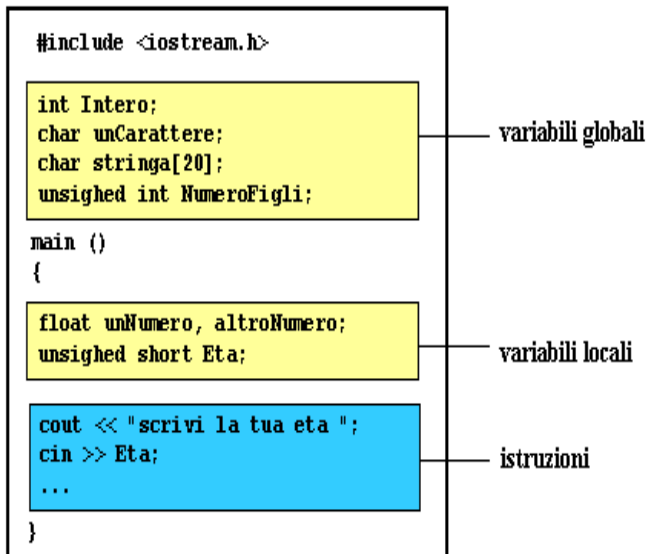 #include <iostream.h>
int Intero;
char unCarattere;
char stringa[20];
unsighed int NumeroFigli;
variabili globali
main ()
{
float unNumero, altroNumero;
unsighed short Eta;
variabili locali
cout << "scrivi la tua eta ";
cin >> Eta;
...
istruzioni
}